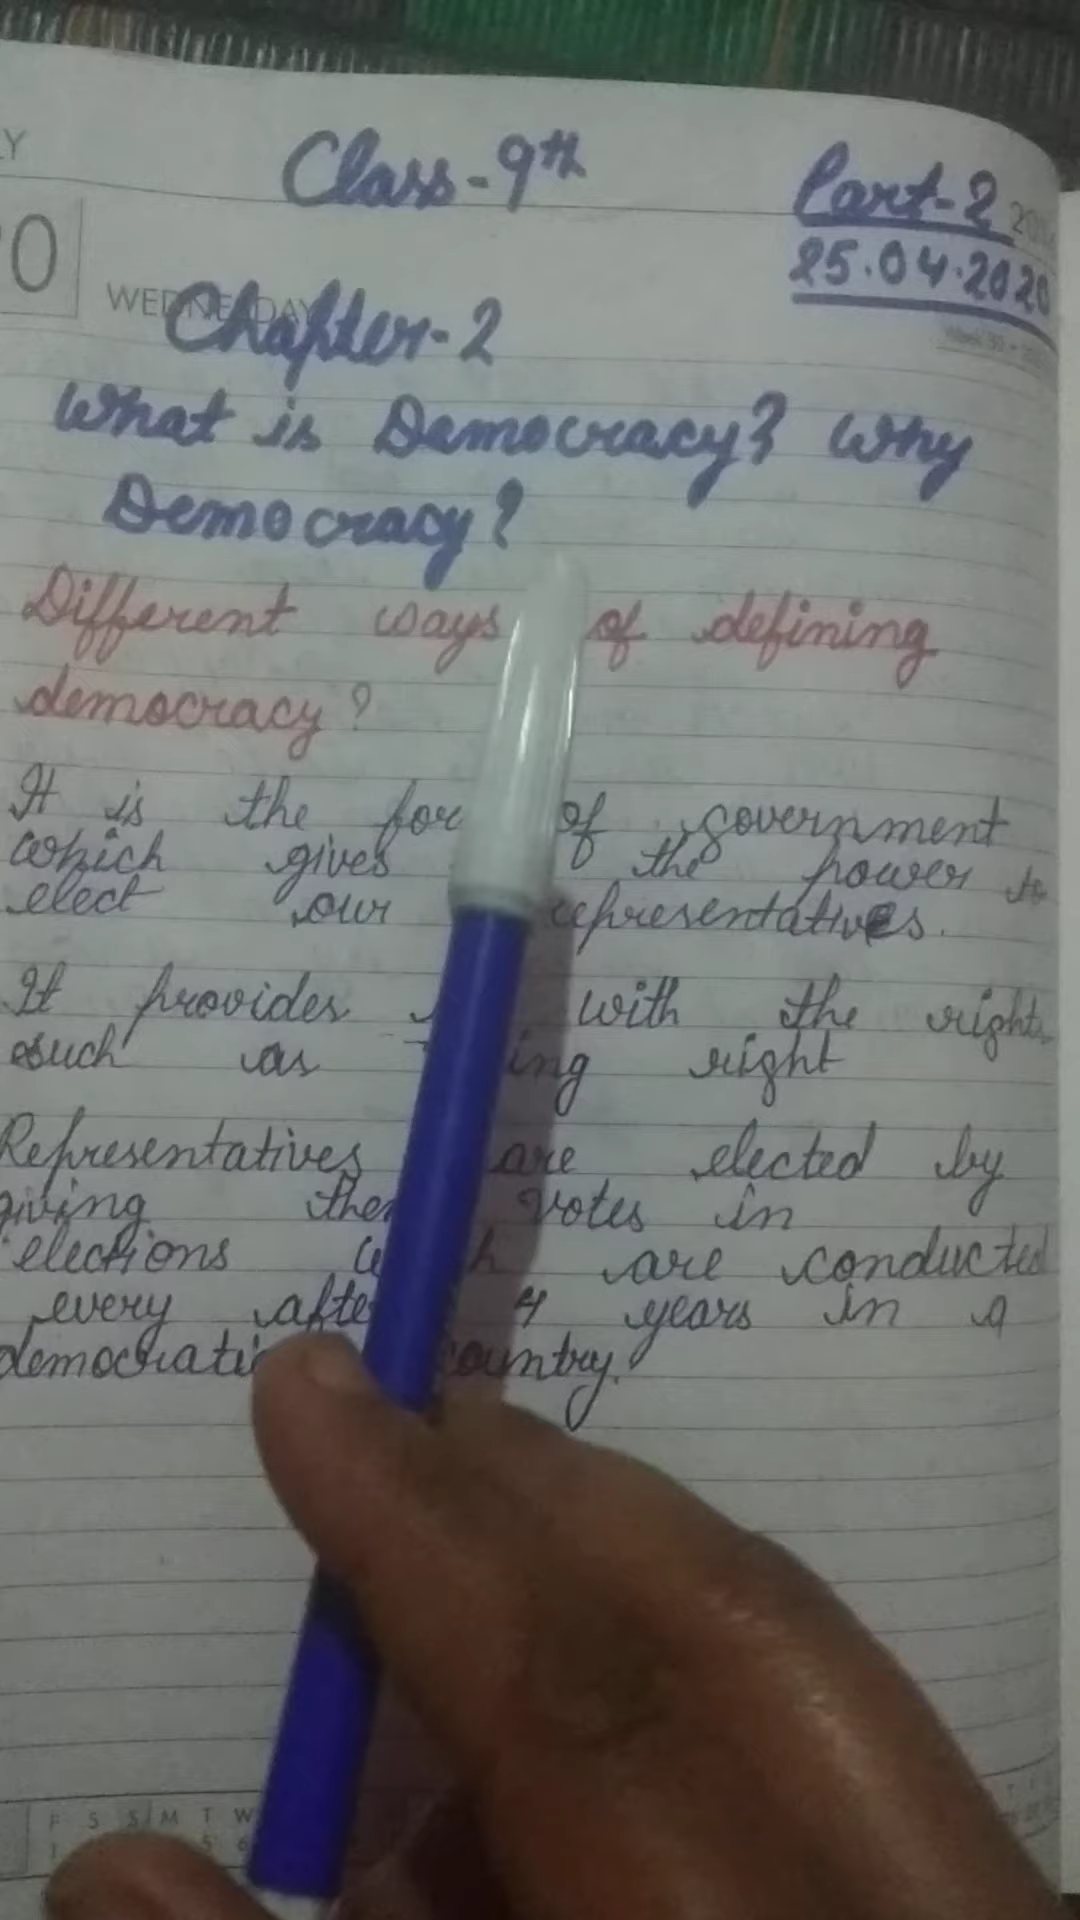 LY
Class-9th
Part-2
25.04.2020
0
WEDNESDAY
Chapter-2
What is Democracy? Why
Democracy?
Different ways of defining
democracy?
It is the of government
which gives the power to
elect our representatives.
It provides with the rights
such as right
Representatives are elected by
giving votes in
elections are conducted
every 4 years in a
country.
F S S M T W